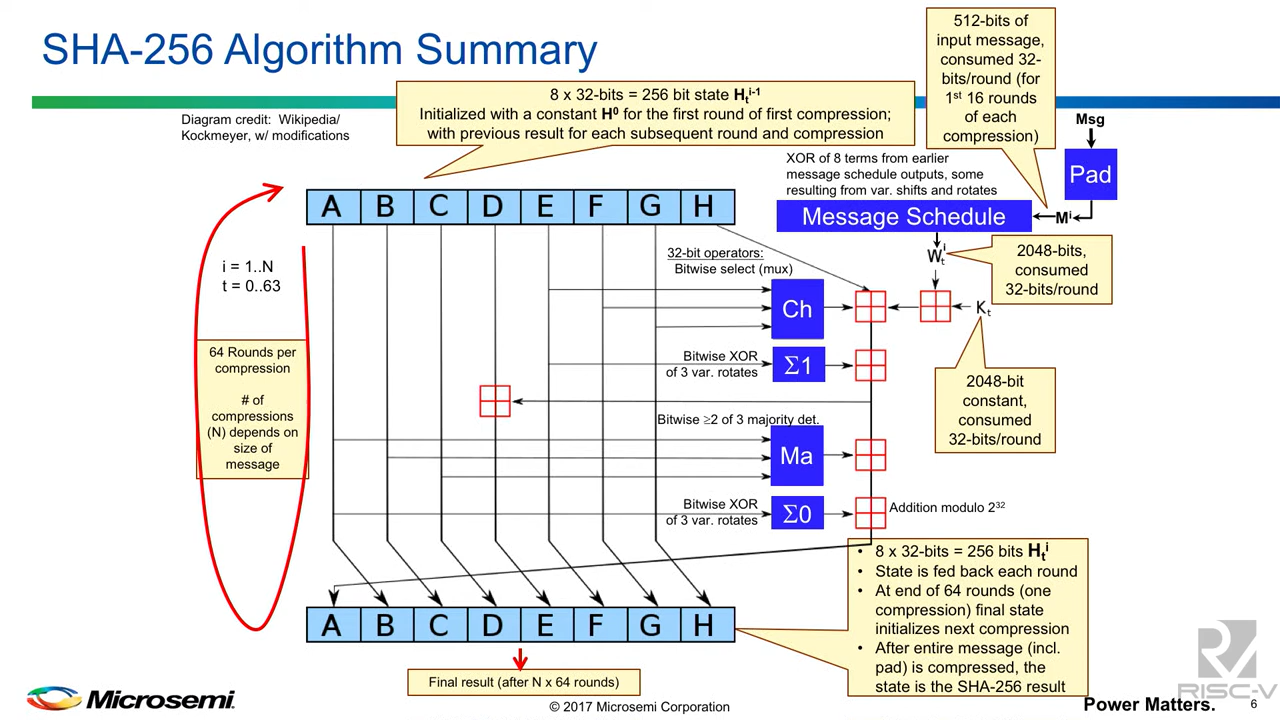 SHA-256 Algorithm Summary
512-bits of
input message,
consumed 32-
bits/round (for
1st 16 rounds
of each
compression)
8 x 32-bits = 256 bit state Hti-1
Initialized with a constant H0 for the first round of first compression;
with previous result for each subsequent round and compression
Diagram credit: Wikipedia/
Kockmeyer, w/ modifications
Msg
Pad
XOR of 8 terms from earlier
message schedule outputs, some
resulting from var. shifts and rotates
Message Schedule
Mi
A B C D E F G H
Wti
2048-bits,
consumed
32-bits/round
32-bit operators:
Bitwise select (mux)
i = 1..N
t = 0..63
Ch
Kt
64 Rounds per
compression
# of
compressions
(N) depends on
size of
message
Bitwise XOR
of 3 var. rotates
Σ1
2048-bit
constant,
consumed
32-bits/round
Bitwise ≥2 of 3 majority det.
Ma
Bitwise XOR
of 3 var. rotates
Σ0
Addition modulo 232
• 8 x 32-bits = 256 bits Hti
• State is fed back each round
• At end of 64 rounds (one
compression) final state
initializes next compression
• After entire message (incl.
pad) is compressed, the
state is the SHA-256 result
A B C D E F G H
Final result (after N x 64 rounds)
Microsemi
© 2017 Microsemi Corporation
Power Matters.
RISC-V
6